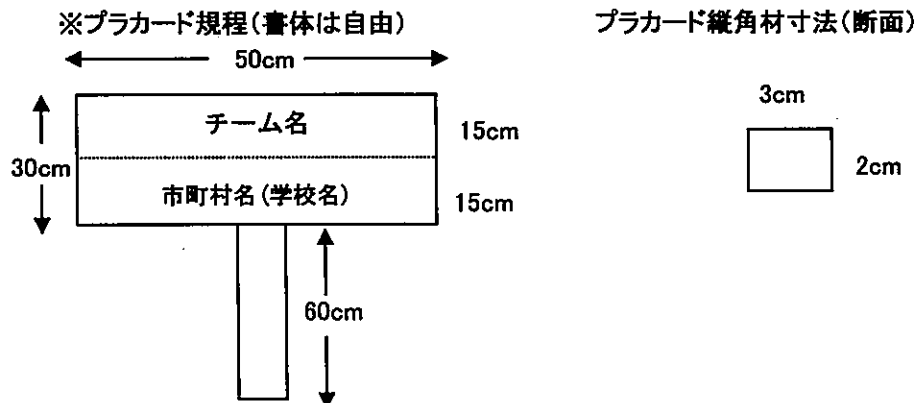 ※プラカード規程(書体は自由)
プラカード縦角材寸法(断面)
50cm
3cm
チーム名
15cm
30cm
2cm
市町村名(学校名)
15cm
60cm